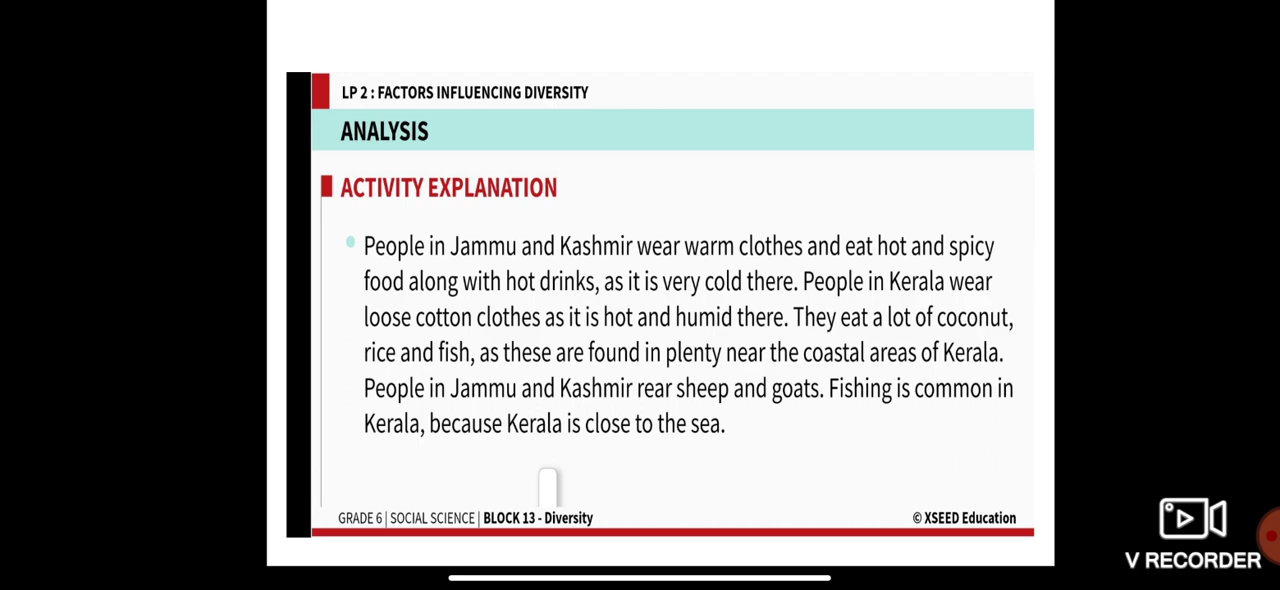 LP 2 : FACTORS INFLUENCING DIVERSITY
ANALYSIS
ACTIVITY EXPLANATION
People in Jammu and Kashmir wear warm clothes and eat hot and spicy
food along with hot drinks, as it is very cold there. People in Kerala wear
loose cotton clothes as it is hot and humid there. They eat a lot of coconut,
rice and fish, as these are found in plenty near the coastal areas of Kerala.
People in Jammu and Kashmir rear sheep and goats. Fishing is common in
Kerala, because Kerala is close to the sea.
GRADE 6 | SOCIAL SCIENCE | BLOCK 13 - Diversity
© XSEED Education
V RECORDER